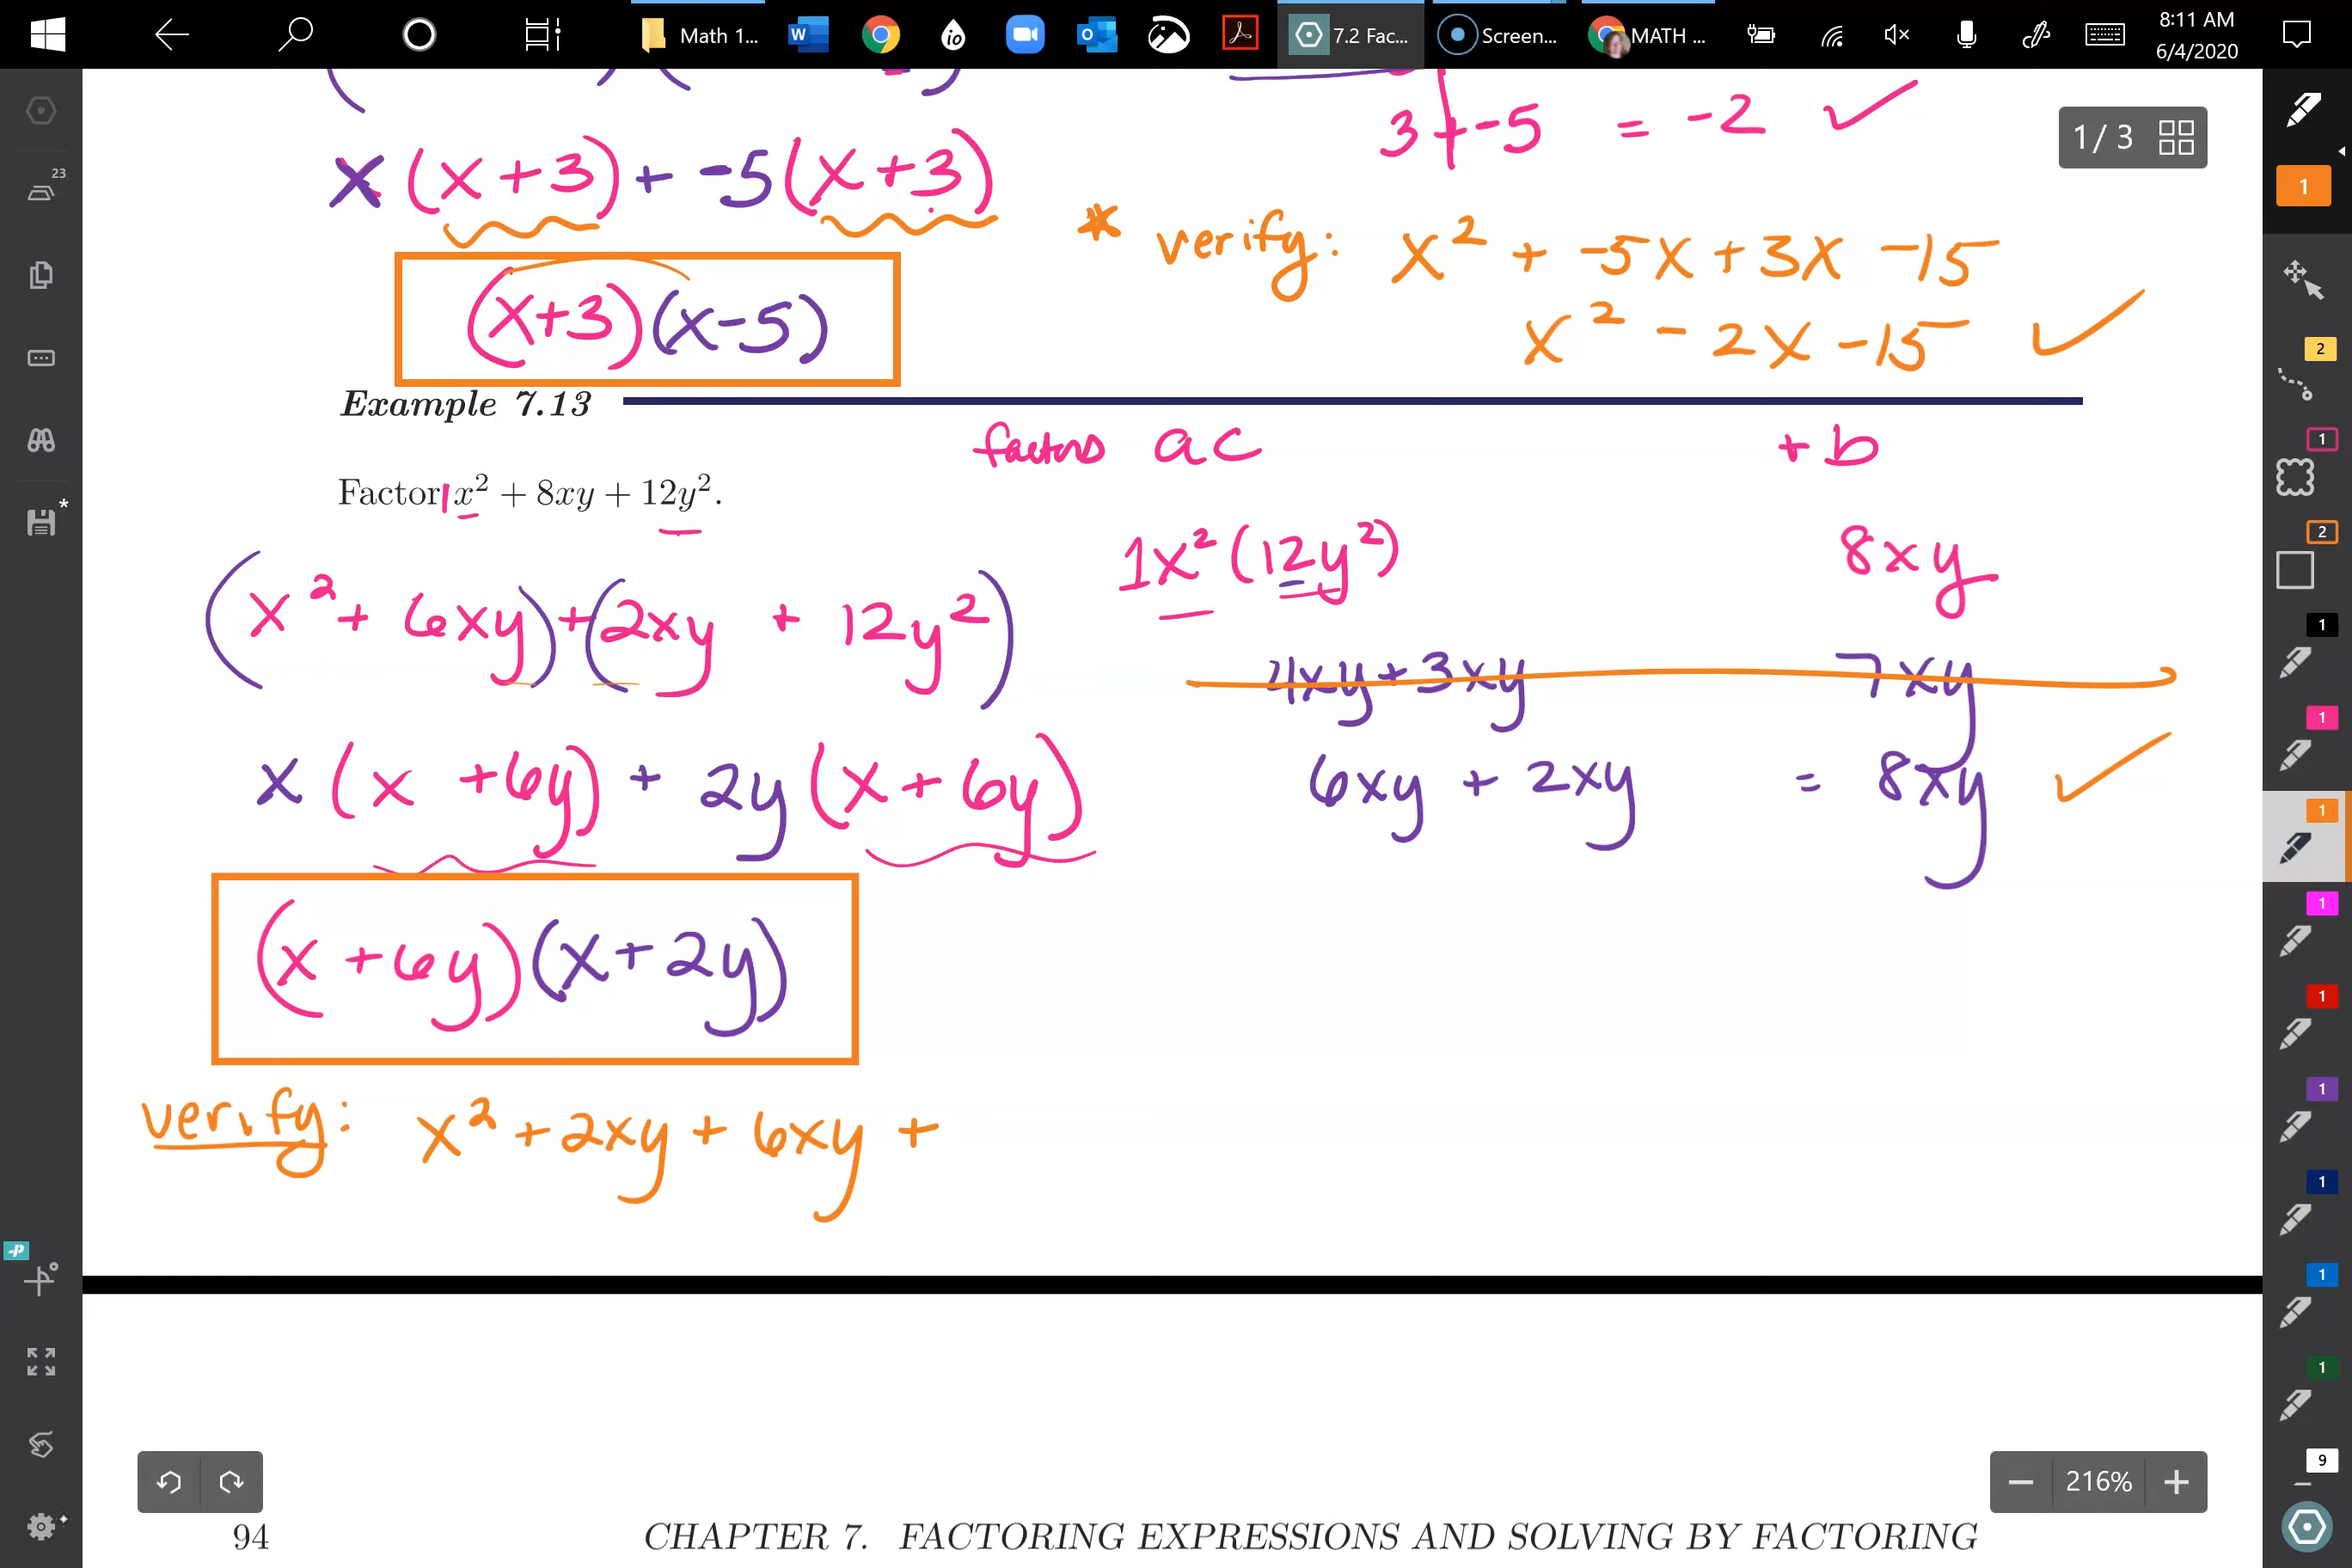 Math 1... 7.2 Fac... Screen... MATH ... 8:11 AM
6/4/2020
3 + -5 = -2 ✓
1 / 3
23
x (x+3) + -5 (x+3)
1
* verify: x² + -5x + 3x -15
(x+3)(x-5)
x² - 2x -15 ✓
2
Example 7.13
factors ac + b
1
Factor 1x² + 8xy + 12y².
1x² (12y²) 8xy
2
(x² + 6xy) + (2xy + 12y²)
1
4xy + 3xy 7xy
1
x (x + 6y) + 2y (x + 6y)
6xy + 2xy = 8xy ✓
1
(x + 6y)(x + 2y)
1
1
verify: x² + 2xy + 6xy +
1
1
1
1
216%
9
94 CHAPTER 7. FACTORING EXPRESSIONS AND SOLVING BY FACTORING